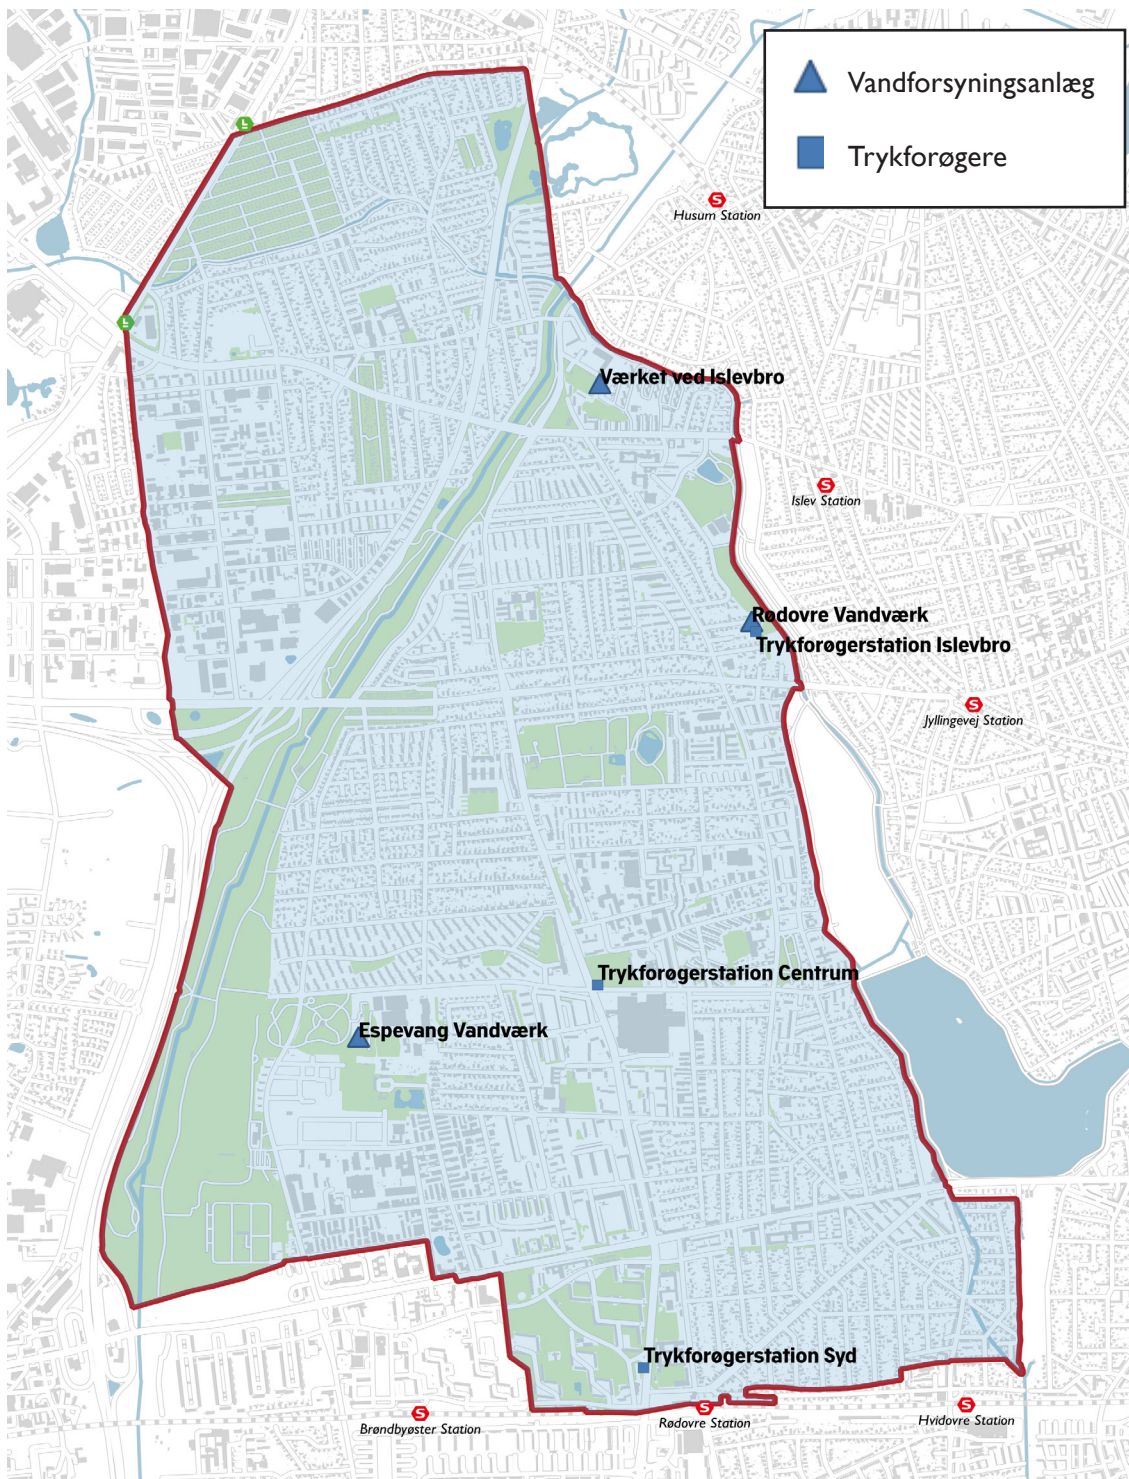 Vandforsyningsanlæg
Trykforøgere
Husum Station
Værket ved Islevbro
Islev Station
Rødovre Vandværk
Trykforøgerstation Islevbro
Jyllingevej Station
Trykforøgerstation Centrum
Espevang Vandværk
Trykforøgerstation Syd
Brøndbyøster Station
Rødovre Station
Hvidovre Station